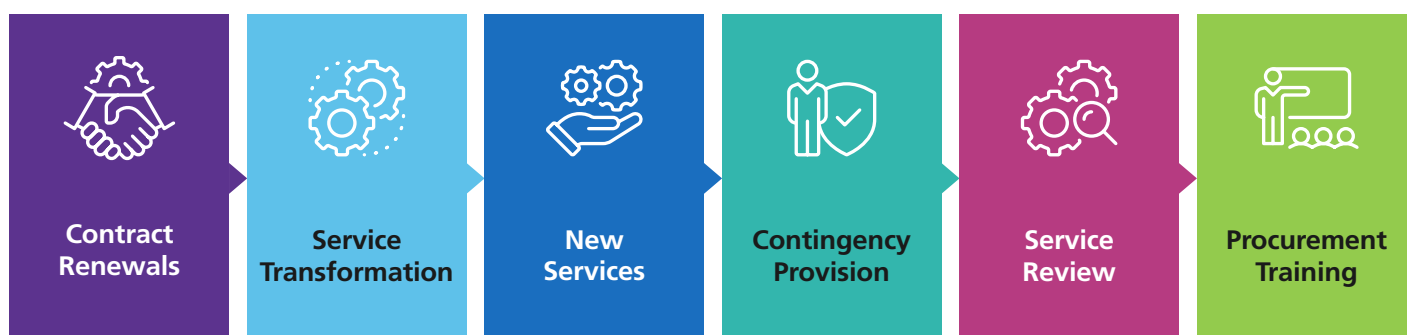 Contract
Renewals
Service
Transformation
New
Services
Contingency
Provision
Service
Review
Procurement
Training